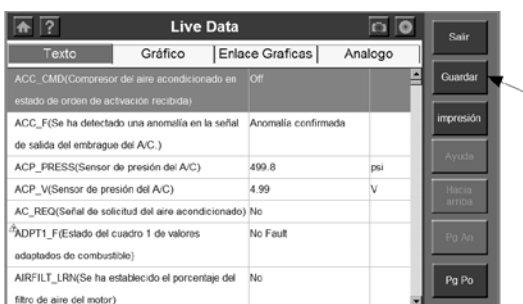 ? Live Data
Texto Gráfico Enlace Graficas Analogo
ACC_CMD(Compresor del aire acondicionado en Off
estado de orden de activación recibida)
ACC_F(Se ha detectado una anomalía en la señal Anomalía confirmada
de salida del embrague del A/C.)
ACP_PRESS(Sensor de presión del A/C) 499.8 psi
ACP_V(Sensor de presión del A/C) 4.99 V
AC_REQ(Señal de solicitud del aire acondicionado) No
ADPT1_F(Estado del cuadro 1 de valores No Fault
adaptados de combustible)
AIRFILT_LRN(Se ha establecido el porcentaje del No
filtro de aire del motor)
Salir
Guardar
impresión
Ayuda
Hacia
arriba
Pg An
Pg Po